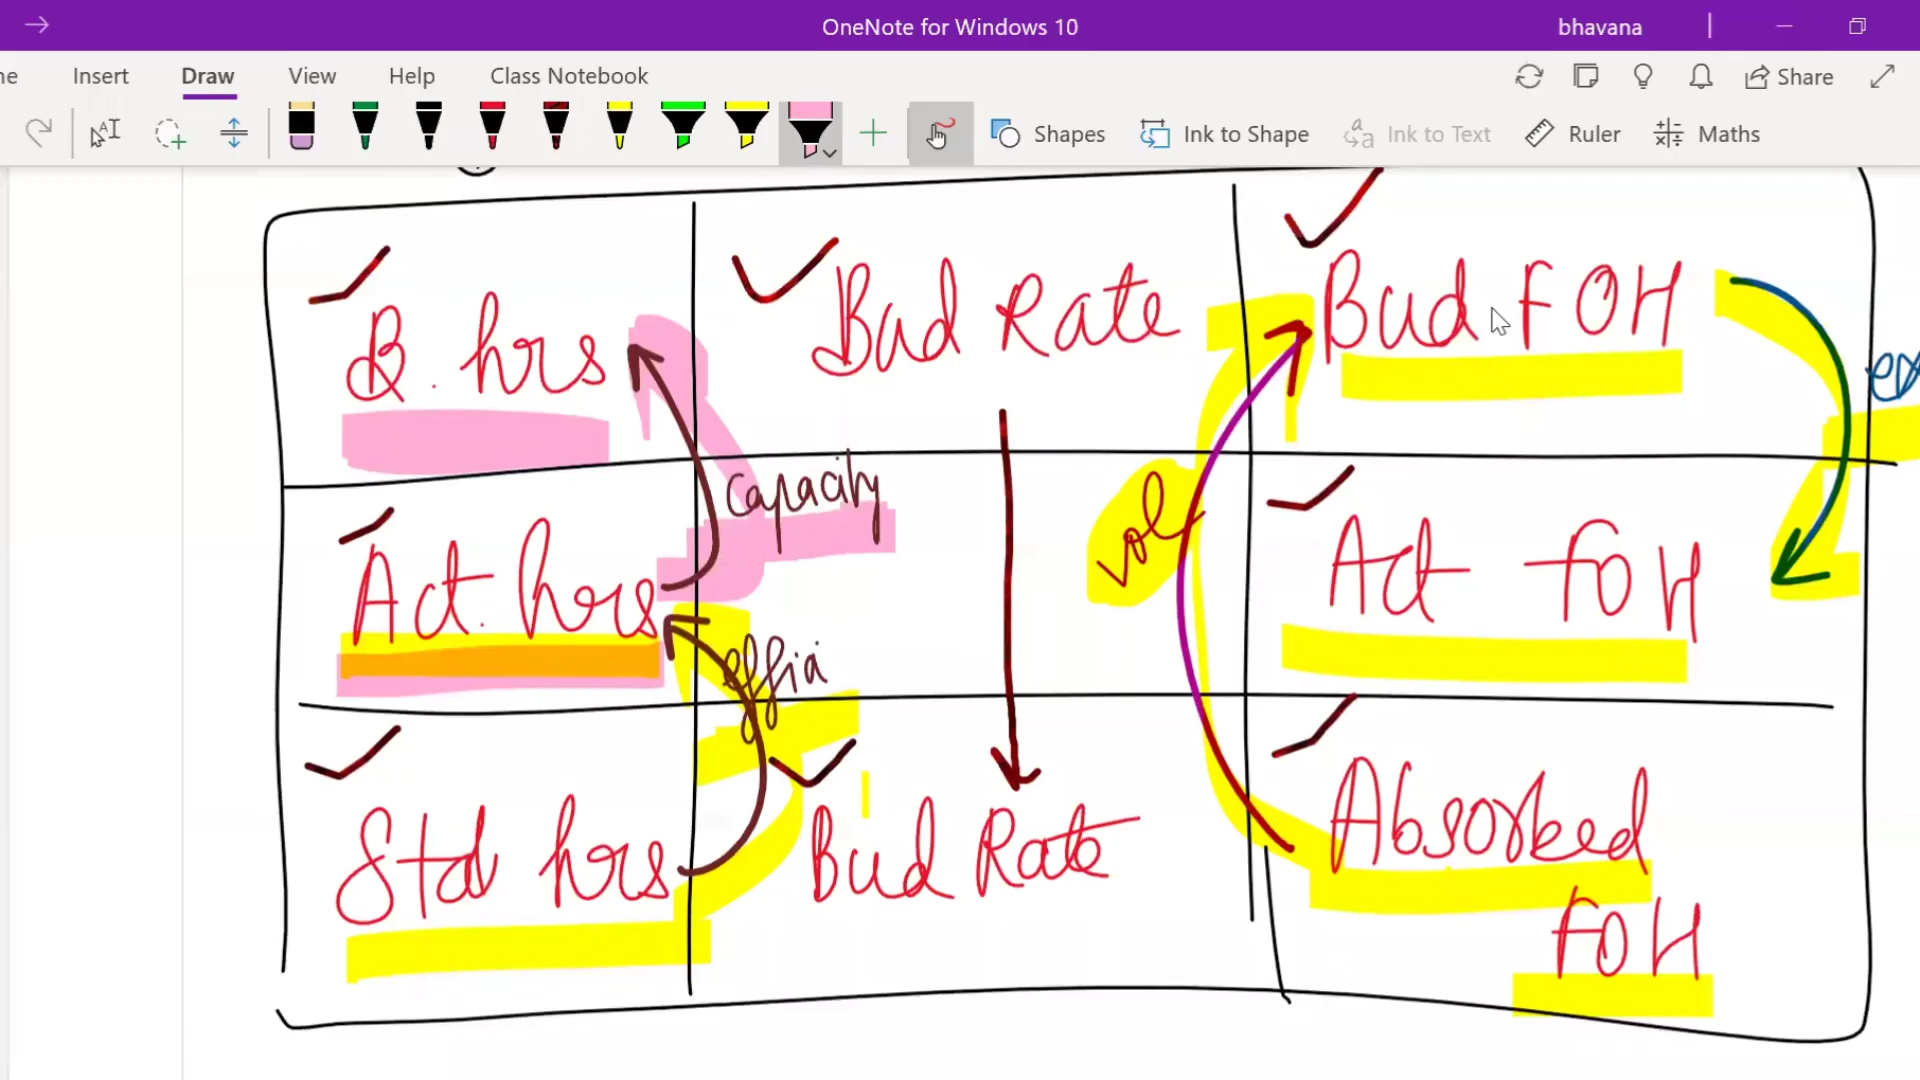 OneNote for Windows 10
bhavana
Insert Draw View Help Class Notebook
Share
Shapes Ink to Shape Ink to Text Ruler Maths
B. hrs
Bud Rate
Bud FOH
capacity
vol
Act. hrs
Act FOH
effici
Std hrs
Bud Rate
Absorbed
FOH